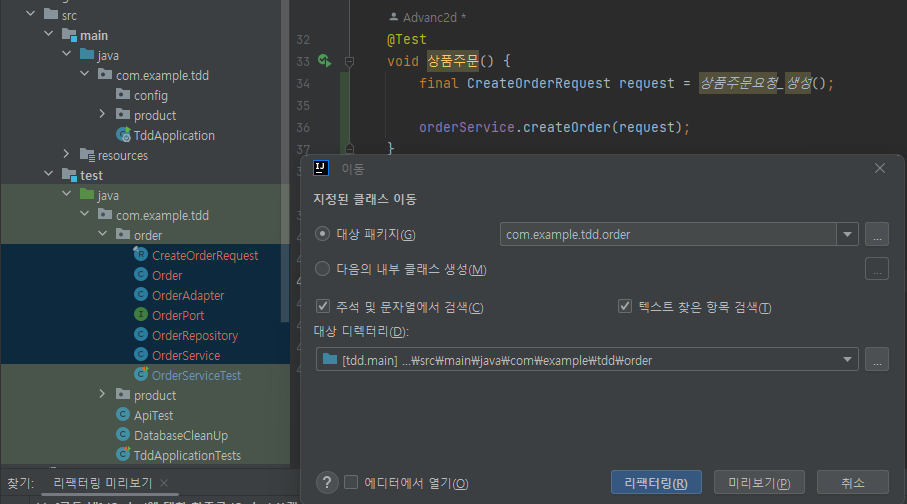 src
main
java
com.example.tdd
config
product
TddApplication
resources
test
java
com.example.tdd
order
CreateOrderRequest
Order
OrderAdapter
OrderPort
OrderRepository
OrderService
OrderServiceTest
product
ApiTest
DatabaseCleanUp
TddApplicationTests
찾기: 리팩터링 미리보기
Advanc2d *
32 @Test
33 void 상품주문() {
34 final CreateOrderRequest request = 상품주문요청_생성();
35
36 orderService.createOrder(request);
37 }
이동
지정된 클래스 이동
대상 패키지(G) com.example.tdd.order ...
다음의 내부 클래스 생성(M) ...
주석 및 문자열에서 검색(C) 텍스트 찾은 항목 검색(T)
대상 디렉터리(D):
[tdd.main] ...₩src₩main₩java₩com₩example₩tdd₩order ...
? 에디터에서 열기(O) 리팩터링(R) 미리보기(P) 취소